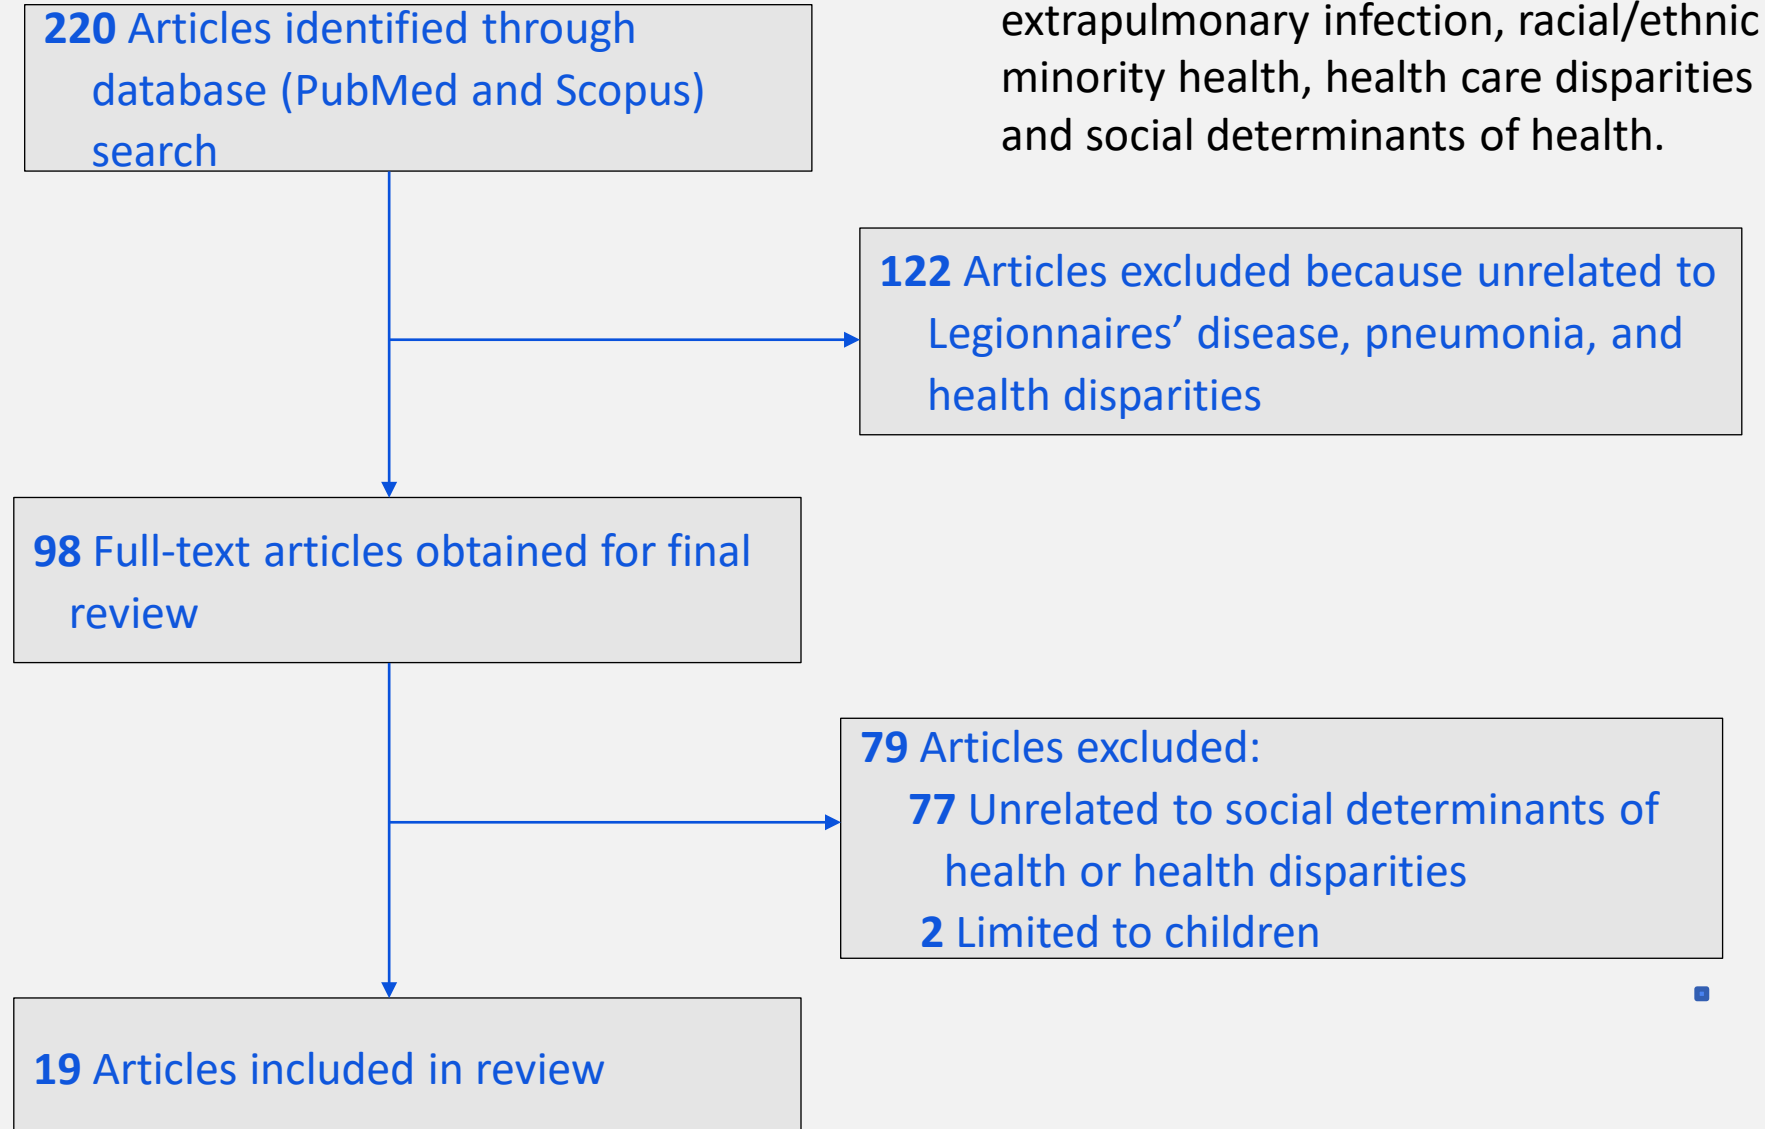 220 Articles identified through
database (PubMed and Scopus)
search
extrapulmonary infection, racial/ethnic
minority health, health care disparities
and social determinants of health.
122 Articles excluded because unrelated to
Legionnaires’ disease, pneumonia, and
health disparities
98 Full-text articles obtained for final
review
79 Articles excluded:
77 Unrelated to social determinants of
health or health disparities
2 Limited to children
19 Articles included in review